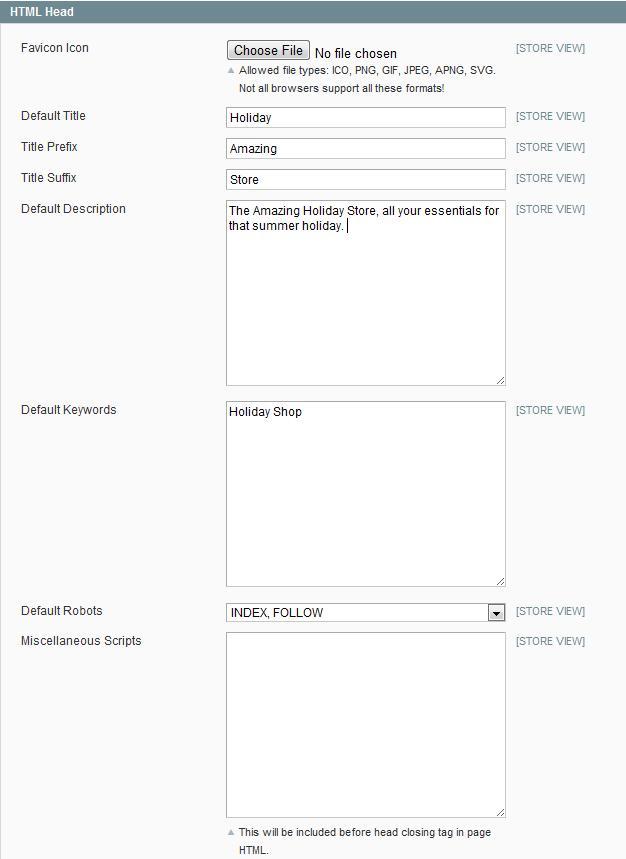 HTML Head
Favicon Icon Choose File No file chosen [STORE VIEW]
Allowed file types: ICO, PNG, GIF, JPEG, APNG, SVG.
Not all browsers support all these formats!
Default Title Holiday [STORE VIEW]
Title Prefix Amazing [STORE VIEW]
Title Suffix Store [STORE VIEW]
Default Description The Amazing Holiday Store, all your essentials for [STORE VIEW]
that summer holiday.
Default Keywords Holiday Shop [STORE VIEW]
Default Robots INDEX, FOLLOW [STORE VIEW]
Miscellaneous Scripts [STORE VIEW]
This will be included before head closing tag in page
HTML.